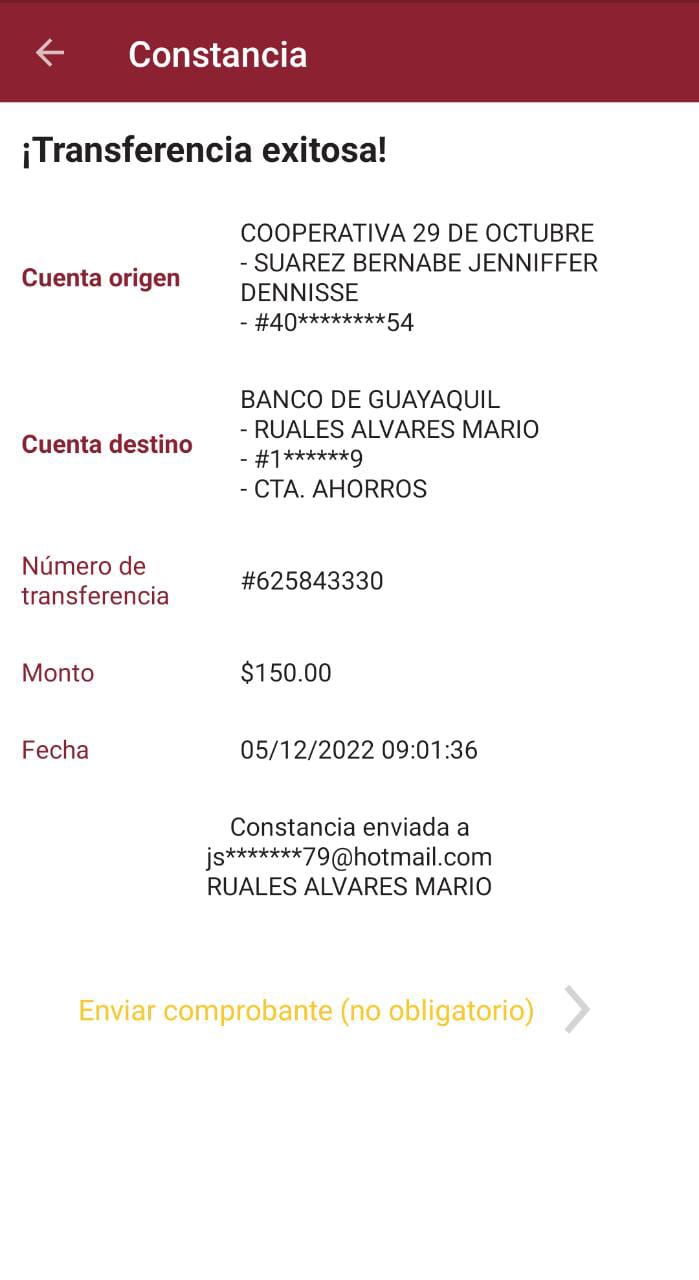 Constancia
¡Transferencia exitosa!
Cuenta origen
COOPERATIVA 29 DE OCTUBRE
- SUAREZ BERNABE JENNIFFER
DENNISSE
- #40********54
Cuenta destino
BANCO DE GUAYAQUIL
- RUALES ALVARES MARIO
- #1******9
- CTA. AHORROS
Número de
transferencia
#625843330
Monto
$150.00
Fecha
05/12/2022 09:01:36
Constancia enviada a
js*******79@hotmail.com
RUALES ALVARES MARIO
Enviar comprobante (no obligatorio)